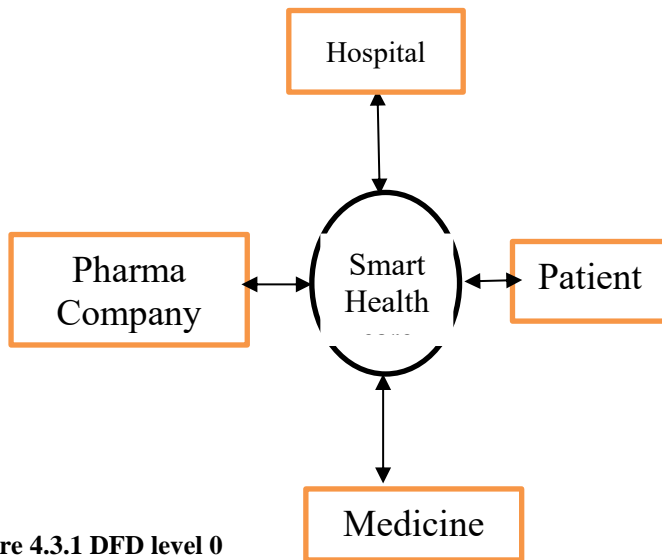 Hospital
Pharma
Company
Smart
Health
Patient
Medicine
re 4.3.1 DFD level 0